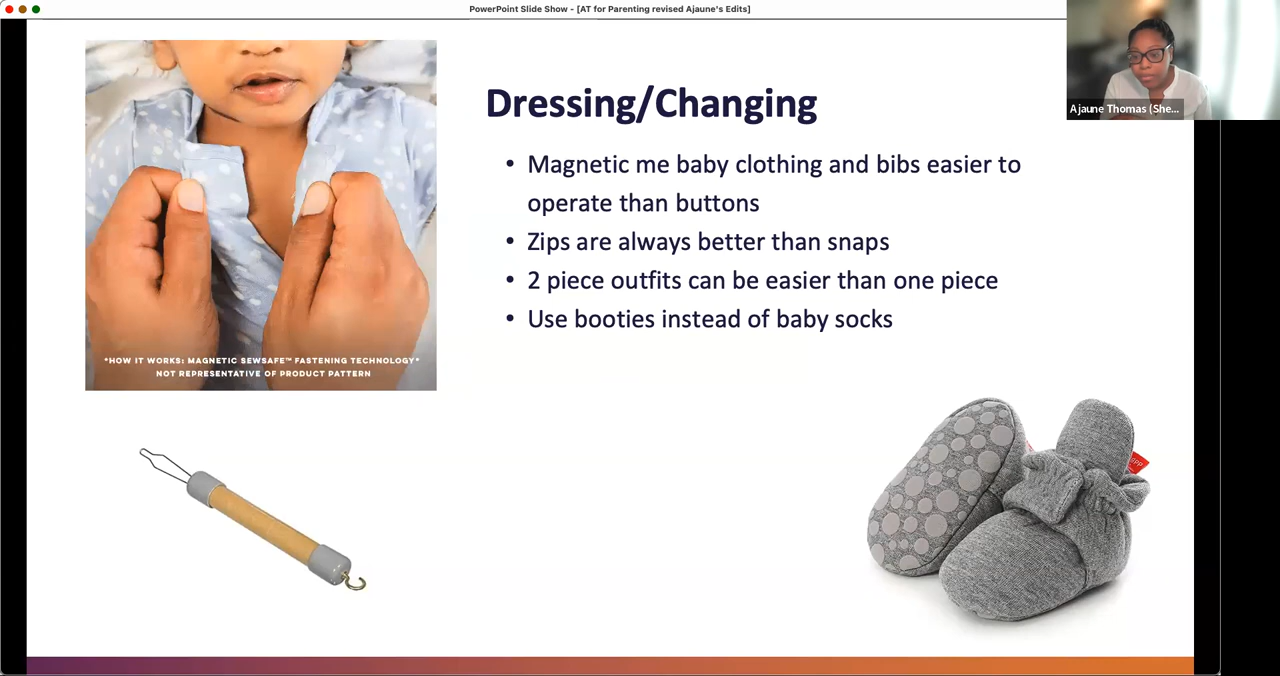 PowerPoint Slide Show - [AT for Parenting revised Ajaune's Edits]
Ajaune Thomas (She...
Dressing/Changing
• Magnetic me baby clothing and bibs easier to
operate than buttons
• Zips are always better than snaps
• 2 piece outfits can be easier than one piece
• Use booties instead of baby socks
*HOW IT WORKS: MAGNETIC SEWSAFE™ FASTENING TECHNOLOGY*
NOT REPRESENTATIVE OF PRODUCT PATTERN